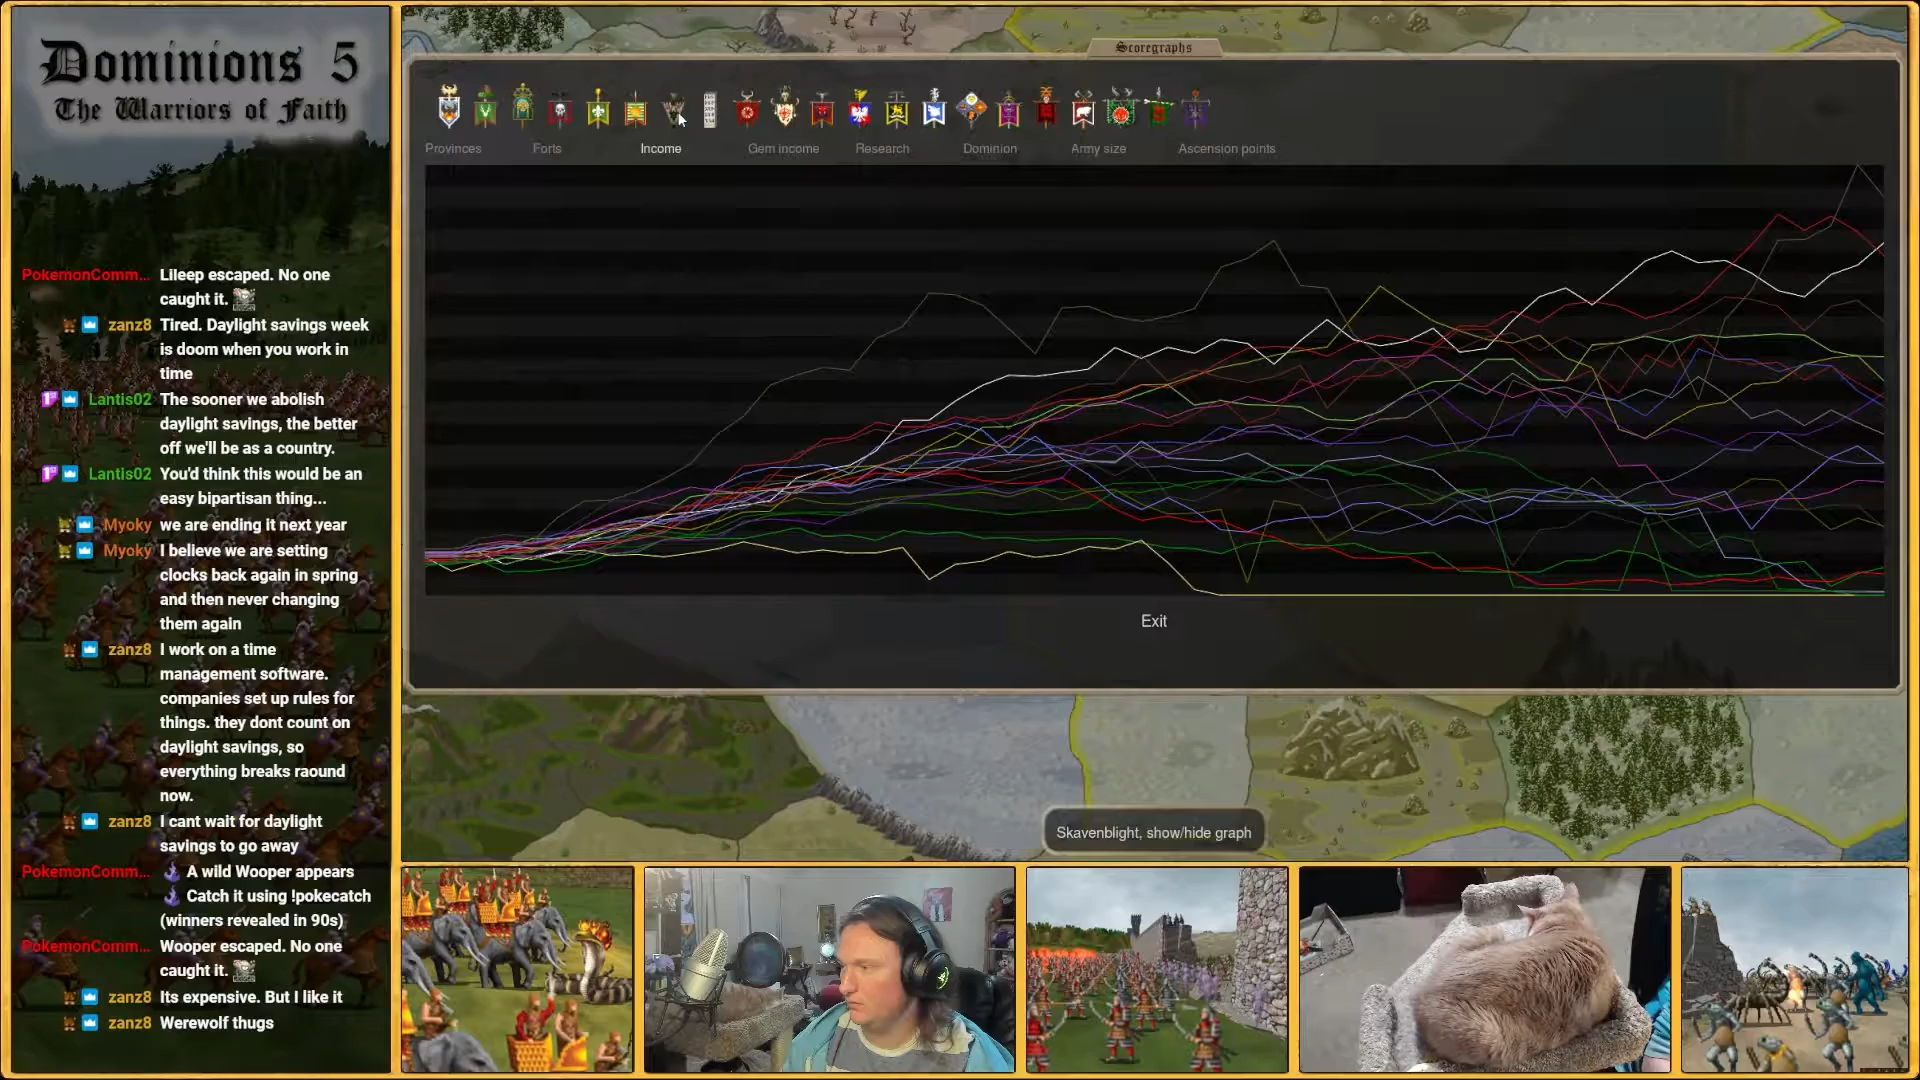 Dominions 5
The Warriors of Faith
PokemonComm... Lileep escaped. No one
caught it.
zanz8 Tired. Daylight savings week
is doom when you work in
time
Lantis02 The sooner we abolish
daylight savings, the better
off we'll be as a country.
Lantis02 You'd think this would be an
easy bipartisan thing...
Myoky we are ending it next year
Myoky I believe we are setting
clocks back again in spring
and then never changing
them again
zanz8 I work on a time
management software.
companies set up rules for
things. they dont count on
daylight savings, so
everything breaks raound
now.
zanz8 I cant wait for daylight
savings to go away
PokemonComm... A wild Wooper appears
Catch it using !pokecatch
(winners revealed in 90s)
PokemonComm... Wooper escaped. No one
caught it.
zanz8 Its expensive. But I like it
zanz8 Werewolf thugs
Scoregraphs
Provinces Forts Income Gem income Research Dominion Army size Ascension points
Exit
Skavenblight, show/hide graph